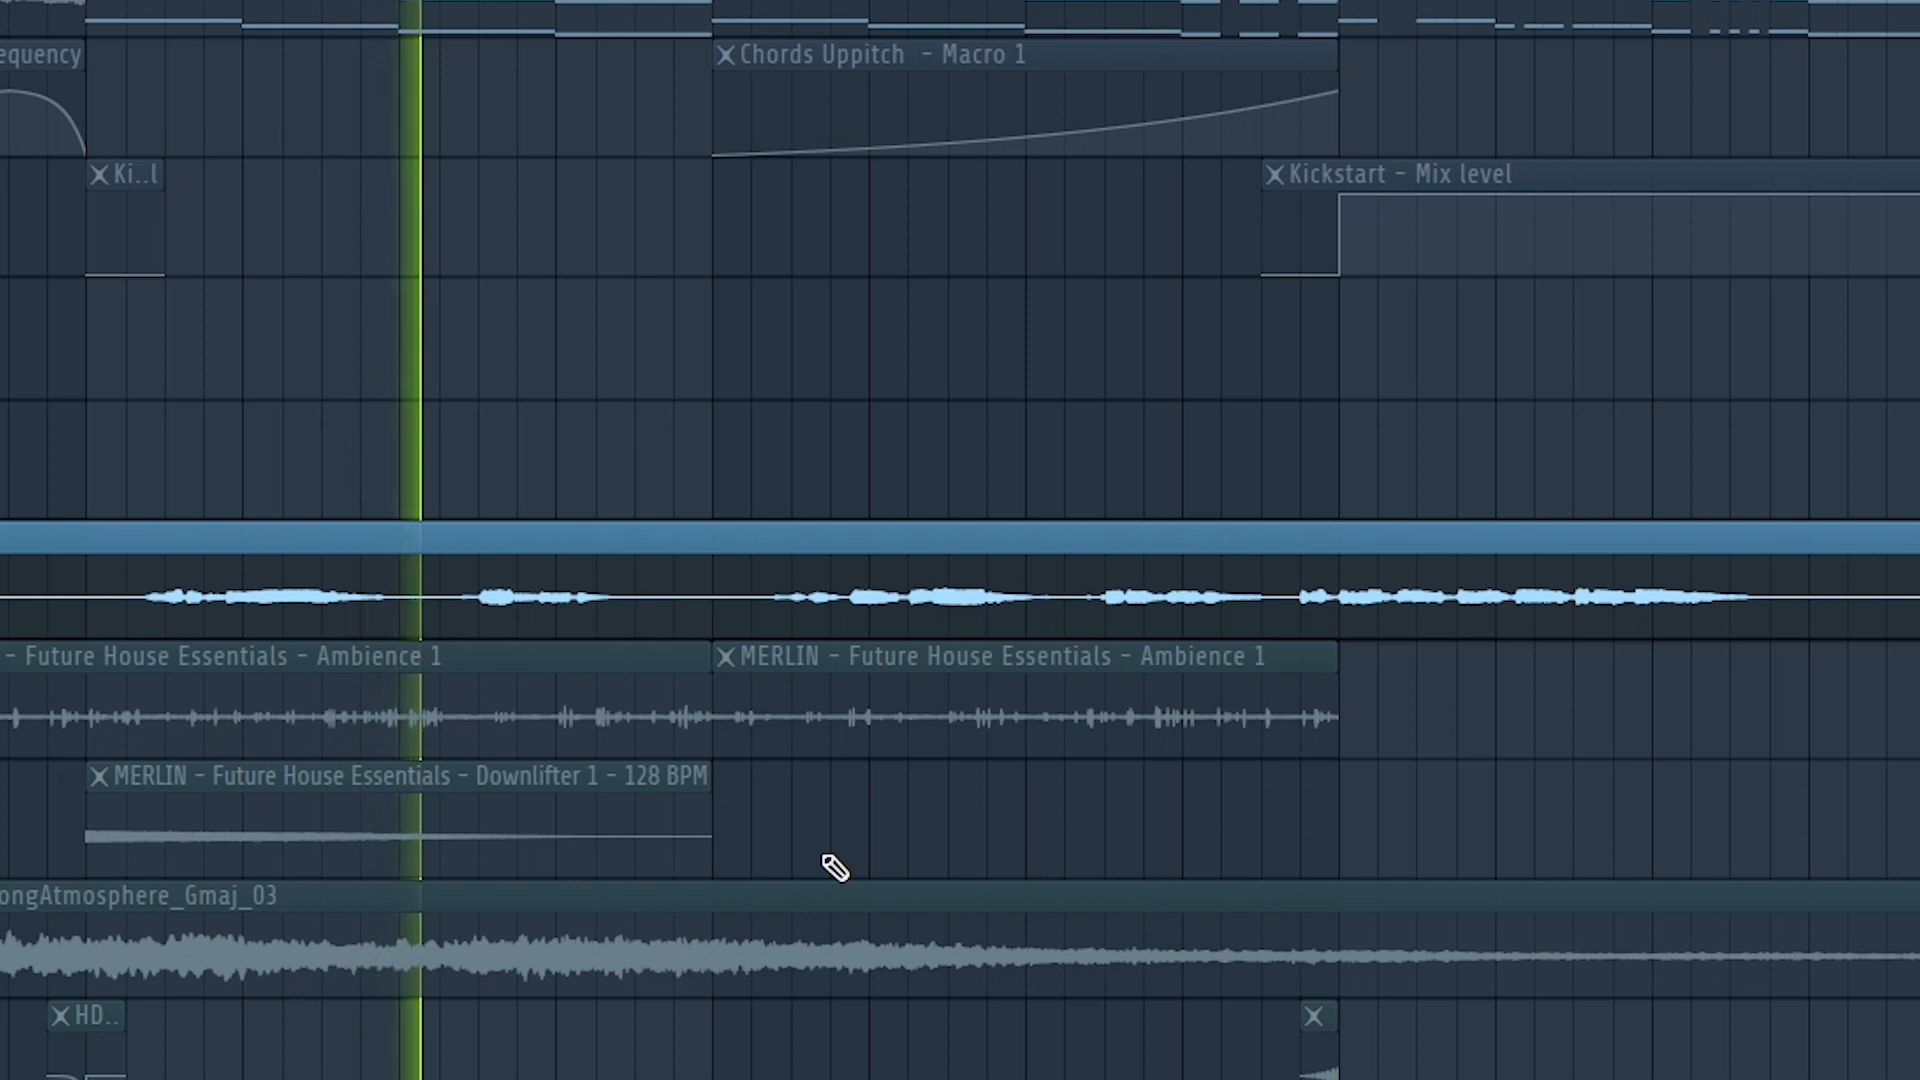 equency
Chords Uppitch - Macro 1
Ki..l
Kickstart - Mix level
- Future House Essentials - Ambience 1
MERLIN - Future House Essentials - Ambience 1
MERLIN - Future House Essentials - Downlifter 1 - 128 BPM
ongAtmosphere_Gmaj_03
HD..